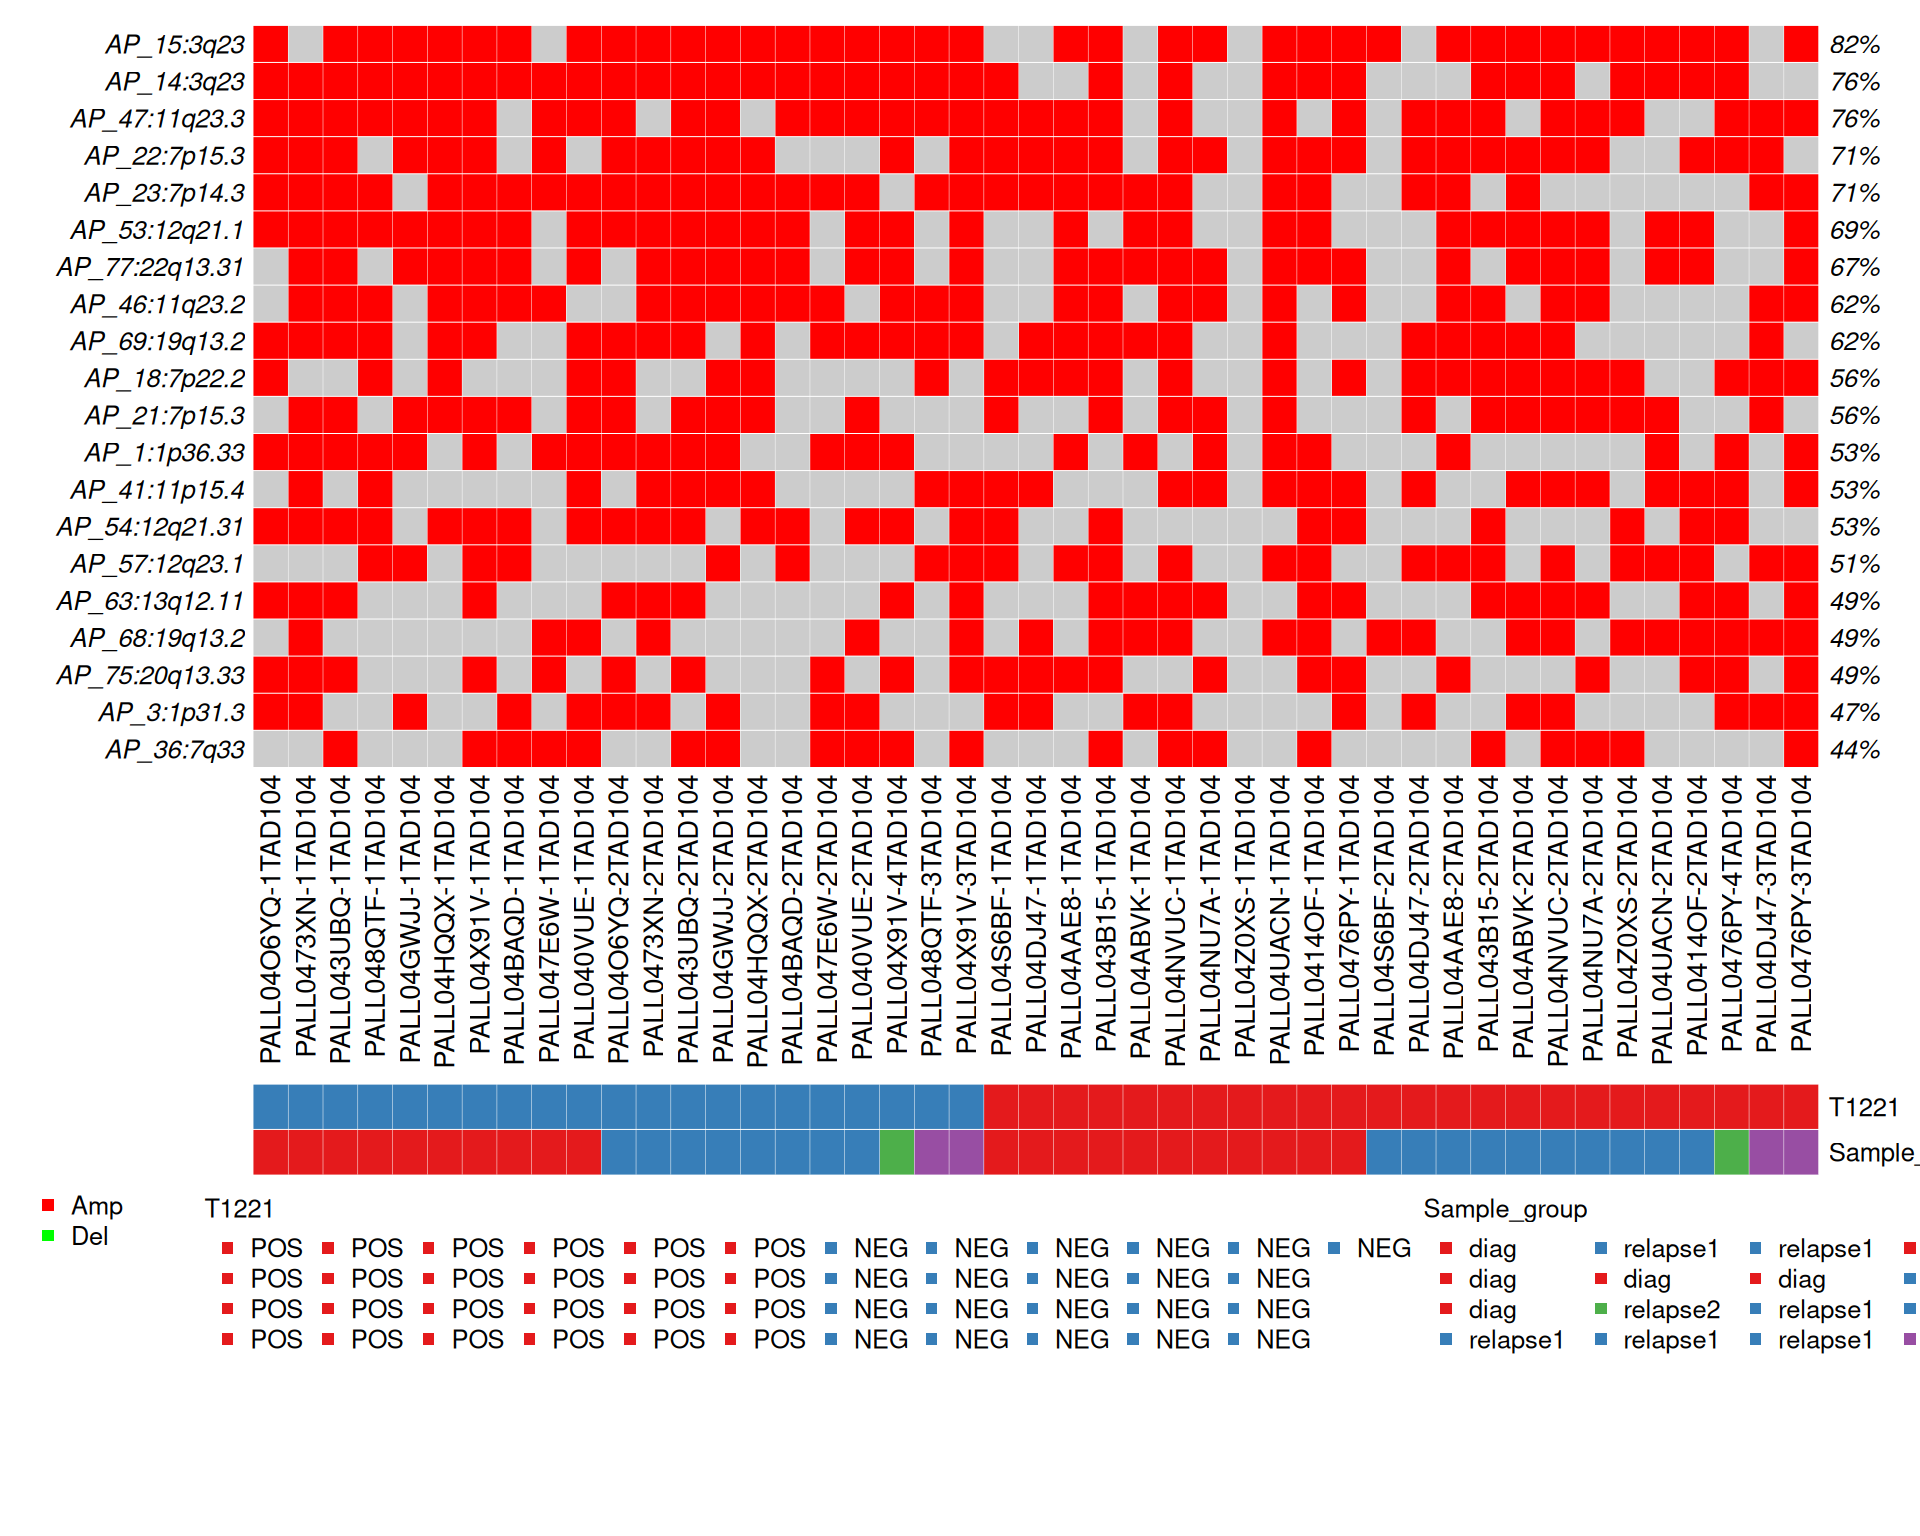 AP_15:3q23 82%
AP_14:3q23 76%
AP_47:11q23.3 76%
AP_22:7p15.3 71%
AP_23:7p14.3 71%
AP_53:12q21.1 69%
AP_77:22q13.31 67%
AP_46:11q23.2 62%
AP_69:19q13.2 62%
AP_18:7p22.2 56%
AP_21:7p15.3 56%
AP_1:1p36.33 53%
AP_41:11p15.4 53%
AP_54:12q21.31 53%
AP_57:12q23.1 51%
AP_63:13q12.11 49%
AP_68:19q13.2 49%
AP_75:20q13.33 49%
AP_3:1p31.3 47%
AP_36:7q33 44%
PALL04O6YQ-1TAD104
PALL0473XN-1TAD104
PALL043UBQ-1TAD104
PALL048QTF-1TAD104
PALL04GWJJ-1TAD104
PALL04HQQX-1TAD104
PALL04X91V-1TAD104
PALL04BAQD-1TAD104
PALL047E6W-1TAD104
PALL040VUE-1TAD104
PALL04O6YQ-2TAD104
PALL0473XN-2TAD104
PALL043UBQ-2TAD104
PALL04GWJJ-2TAD104
PALL04HQQX-2TAD104
PALL04BAQD-2TAD104
PALL047E6W-2TAD104
PALL040VUE-2TAD104
PALL04X91V-4TAD104
PALL048QTF-3TAD104
PALL04X91V-3TAD104
PALL04S6BF-1TAD104
PALL04DJ47-1TAD104
PALL04AAE8-1TAD104
PALL043B15-1TAD104
PALL04ABVK-1TAD104
PALL04NVUC-1TAD104
PALL04NU7A-1TAD104
PALL04Z0XS-1TAD104
PALL04UACN-1TAD104
PALL0414OF-1TAD104
PALL0476PY-1TAD104
PALL04S6BF-2TAD104
PALL04DJ47-2TAD104
PALL04AAE8-2TAD104
PALL043B15-2TAD104
PALL04ABVK-2TAD104
PALL04NVUC-2TAD104
PALL04NU7A-2TAD104
PALL04Z0XS-2TAD104
PALL04UACN-2TAD104
PALL0414OF-2TAD104
PALL0476PY-4TAD104
PALL04DJ47-3TAD104
PALL0476PY-3TAD104
T1221
Sample_
Amp
Del
T1221
POS POS POS POS POS POS NEG NEG NEG NEG NEG NEG
POS POS POS POS POS POS NEG NEG NEG NEG NEG
POS POS POS POS POS POS NEG NEG NEG NEG NEG
POS POS POS POS POS POS NEG NEG NEG NEG NEG
Sample_group
diag relapse1 relapse1
diag diag diag
diag relapse2 relapse1
relapse1 relapse1 relapse1